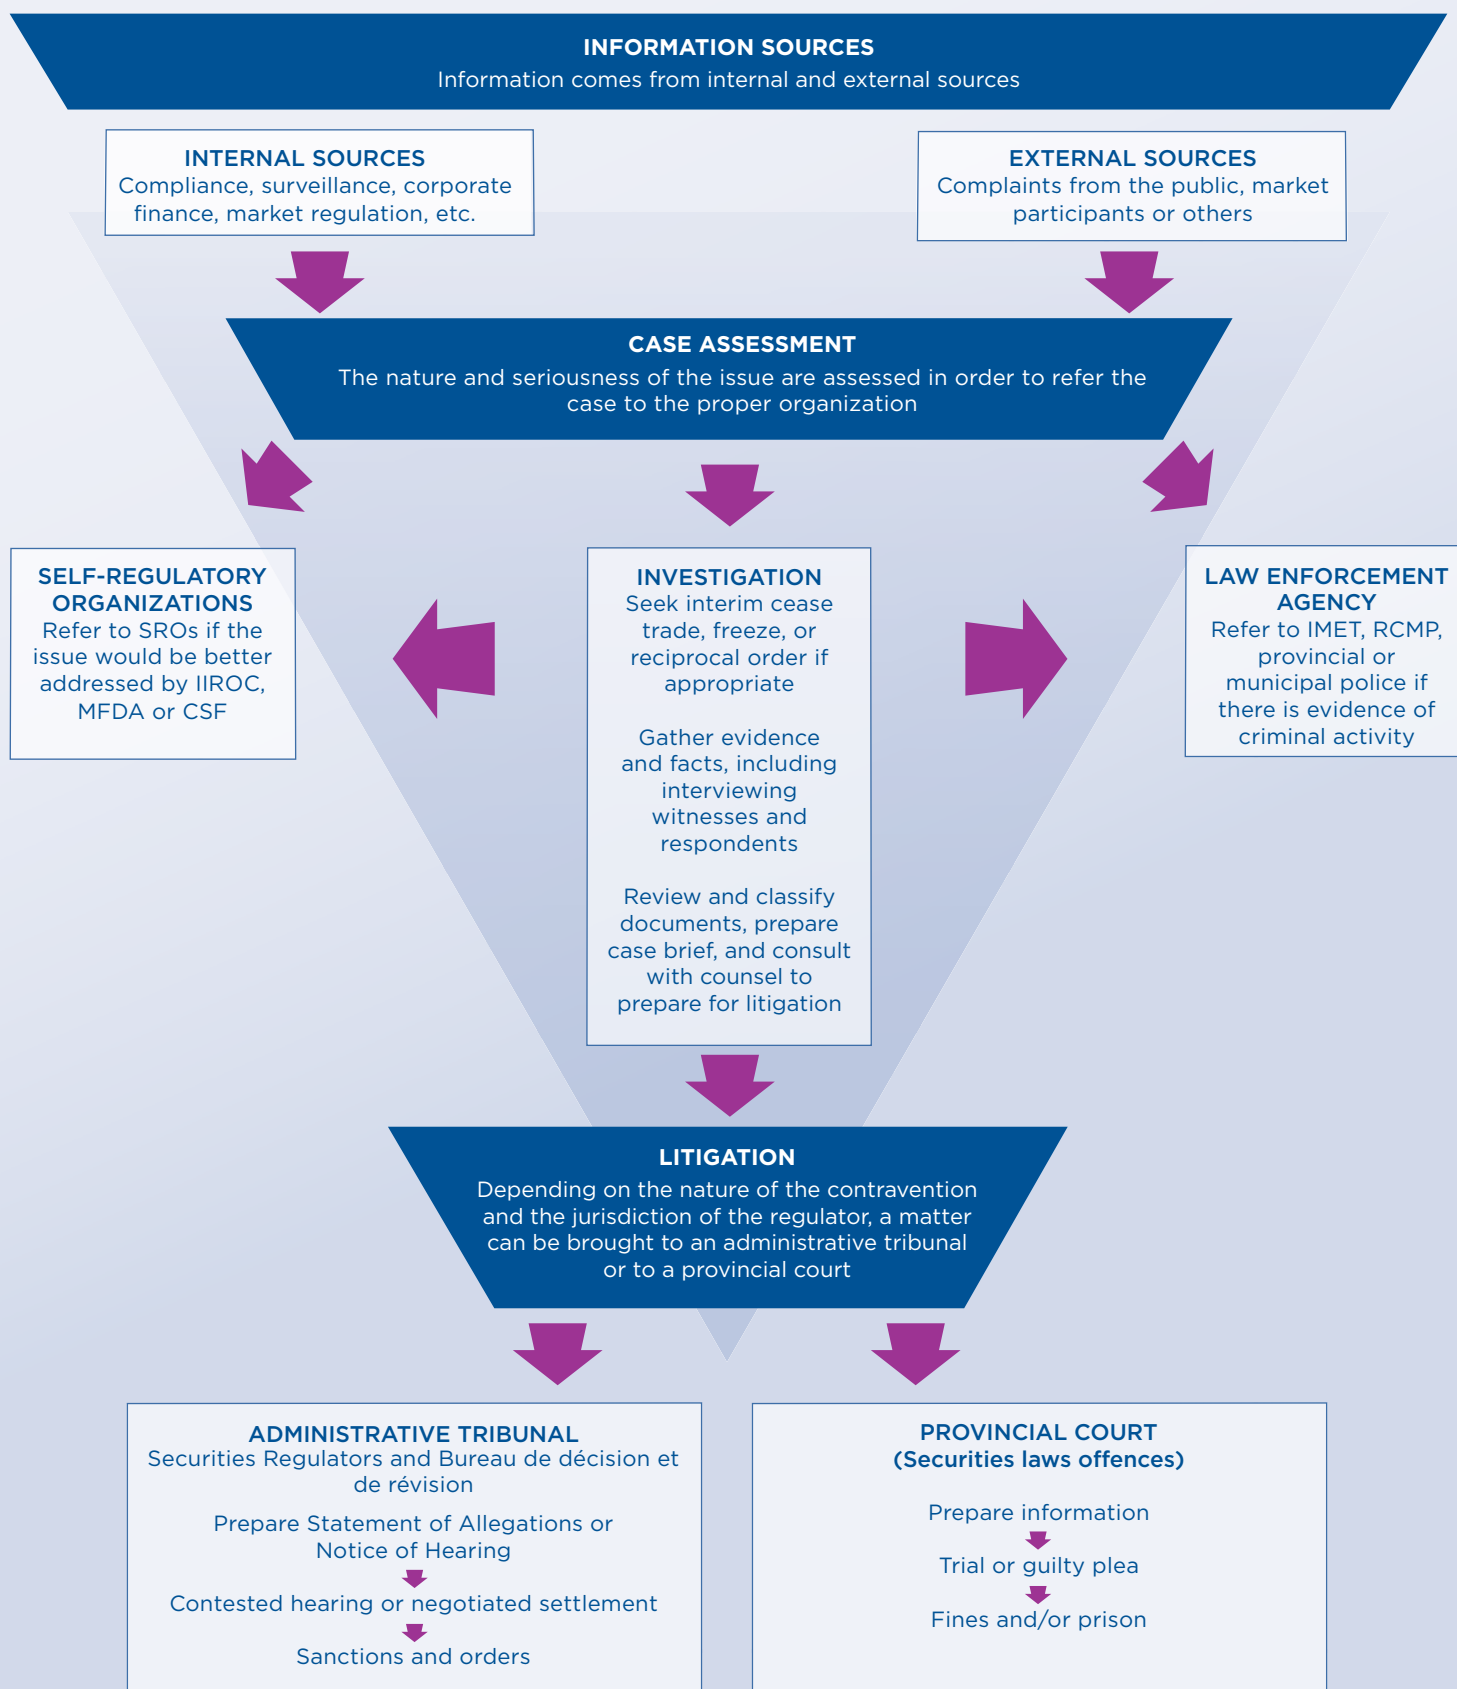 INFORMATION SOURCES
Information comes from internal and external sources
INTERNAL SOURCES
Compliance, surveillance, corporate
finance, market regulation, etc.
EXTERNAL SOURCES
Complaints from the public, market
participants or others
CASE ASSESSMENT
The nature and seriousness of the issue are assessed in order to refer the
case to the proper organization
SELF-REGULATORY
ORGANIZATIONS
Refer to SROs if the
issue would be better
addressed by IIROC,
MFDA or CSF
INVESTIGATION
Seek interim cease
trade, freeze, or
reciprocal order if
appropriate
Gather evidence
and facts, including
interviewing
witnesses and
respondents
Review and classify
documents, prepare
case brief, and consult
with counsel to
prepare for litigation
LAW ENFORCEMENT
AGENCY
Refer to IMET, RCMP,
provincial or
municipal police if
there is evidence of
criminal activity
LITIGATION
Depending on the nature of the contravention
and the jurisdiction of the regulator, a matter
can be brought to an administrative tribunal
or to a provincial court
ADMINISTRATIVE TRIBUNAL
Securities Regulators and Bureau de décision et
de révision
Prepare Statement of Allegations or
Notice of Hearing
Contested hearing or negotiated settlement
Sanctions and orders
PROVINCIAL COURT
(Securities laws offences)
Prepare information
Trial or guilty plea
Fines and/or prison